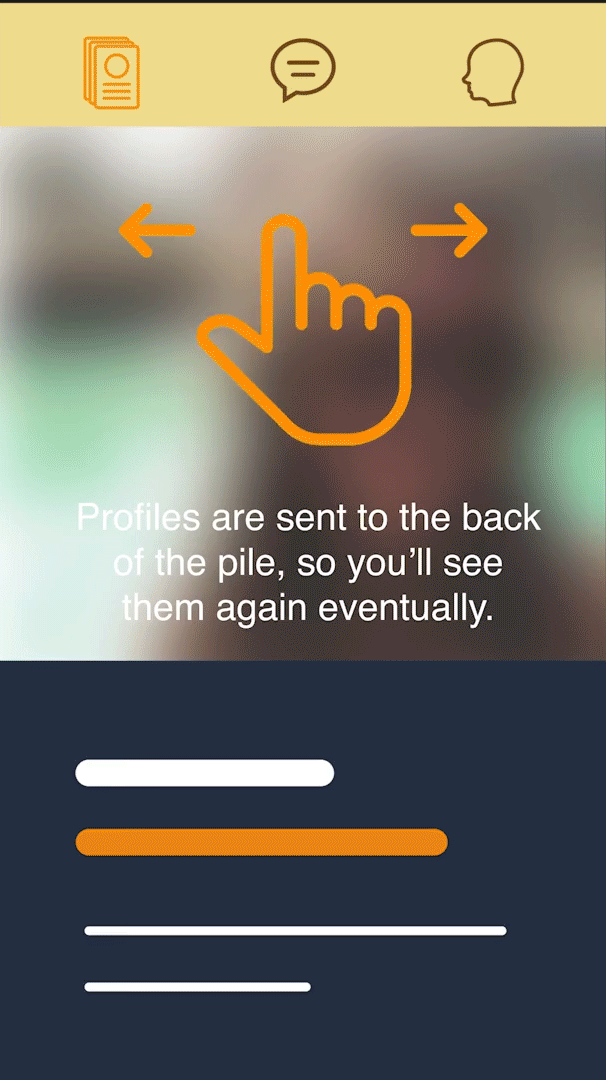 Profiles are sent to the back
of the pile, so you’ll see
them again eventually.